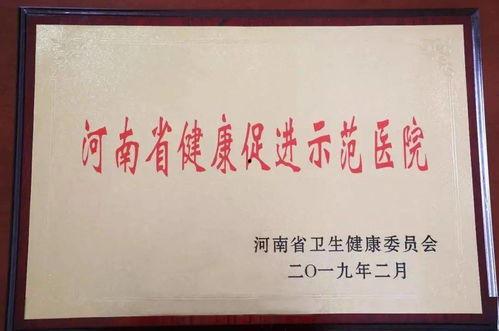 河南省健康促进示范医院
河南省卫生健康委员会
二〇一九年二月